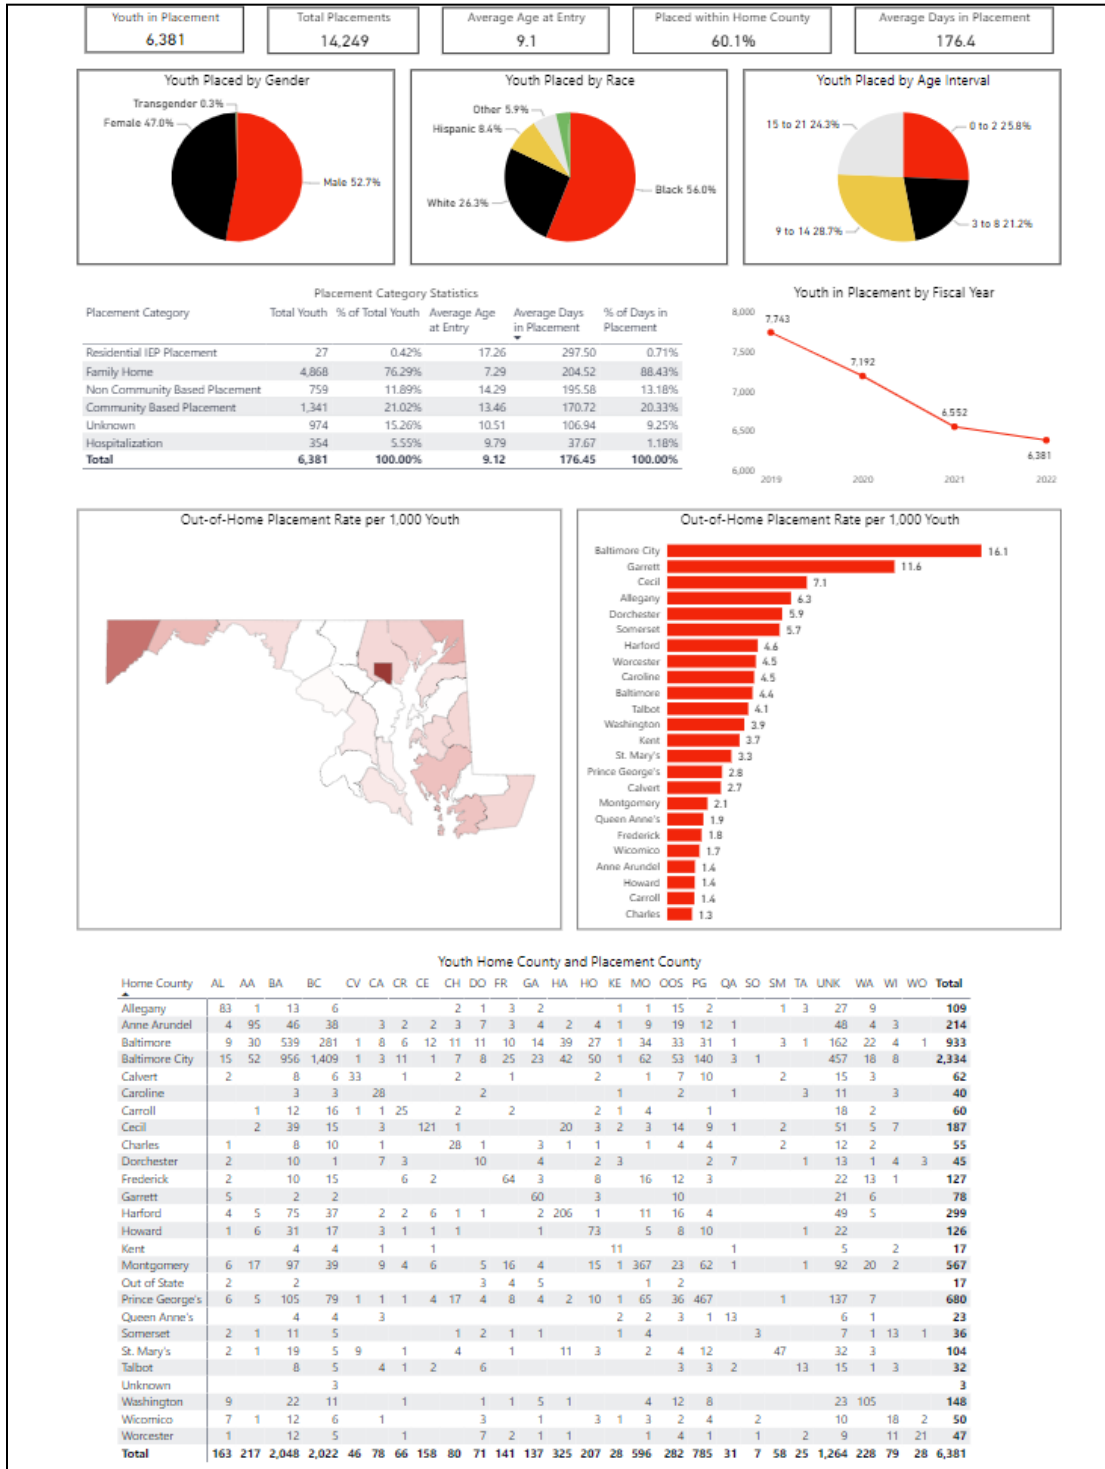 Youth in Placement Total Placements Average Age at Entry Placed within Home County Average Days in Placement
6,381 14,249 9.1 60.1% 176.4
Youth Placed by Gender
Transgender 0.3%
Female 47.0%
Male 52.7%
Youth Placed by Race
Other 5.9%
Hispanic 8.4%
White 26.3%
Black 56.0%
Youth Placed by Age Interval
15 to 21 24.3%
0 to 2 25.8%
9 to 14 28.7%
3 to 8 21.2%
Placement Category Statistics
Placement Category Total Youth % of Total Youth Average Age at Entry Average Days in Placement % of Days in Placement
Residential IEP Placement 27 0.42% 17.26 297.50 0.71%
Family Home 4,868 76.29% 7.29 204.52 88.43%
Non Community Based Placement 759 11.89% 14.29 195.58 13.18%
Community Based Placement 1,341 21.02% 13.46 170.72 20.33%
Unknown 974 15.26% 10.51 106.94 9.25%
Hospitalization 354 5.55% 9.79 37.67 1.18%
Total 6,381 100.00% 9.12 176.45 100.00%
Youth in Placement by Fiscal Year
8,000
7,500
7,000
6,500
6,000
7,743
7,192
6,552
6,381
2019 2020 2021 2022
Out-of-Home Placement Rate per 1,000 Youth
Out-of-Home Placement Rate per 1,000 Youth
Baltimore City 16.1
Garrett 11.6
Cecil 7.1
Allegany 6.3
Dorchester 5.9
Somerset 5.7
Harford 4.6
Worcester 4.5
Caroline 4.5
Baltimore 4.4
Talbot 4.1
Washington 3.9
Kent 3.7
St. Mary's 3.3
Prince George's 2.8
Calvert 2.7
Montgomery 2.1
Queen Anne's 1.9
Frederick 1.8
Wicomico 1.7
Anne Arundel 1.4
Howard 1.4
Carroll 1.4
Charles 1.3
Youth Home County and Placement County
Home County AL AA BA BC CV CA CR CE CH DO FR GA HA HO KE MO OOS PG QA SO SM TA UNK WA WI WO Total
Allegany 83 1 13 6 2 1 3 2 1 1 15 2 1 3 27 9 109
Anne Arundel 4 95 46 38 3 2 2 3 7 3 4 2 4 1 9 19 12 1 48 4 3 214
Baltimore 9 30 539 281 1 8 6 12 11 11 10 14 39 27 1 34 33 31 1 3 1 162 22 4 1 933
Baltimore City 15 52 956 1,409 1 3 11 1 7 8 25 23 42 50 1 62 53 140 3 1 457 18 8 2,334
Calvert 2 8 6 33 1 2 1 2 1 7 10 2 15 3 62
Caroline 3 3 28 2 1 2 1 3 11 3 40
Carroll 1 12 16 1 1 25 2 2 2 1 4 1 18 2 60
Cecil 2 39 15 3 121 1 20 3 2 3 14 9 1 2 51 5 7 187
Charles 1 8 10 1 28 1 3 1 1 1 4 4 2 12 2 55
Dorchester 2 10 1 7 3 10 4 2 3 2 7 1 13 1 4 3 45
Frederick 2 10 15 6 2 64 3 8 16 12 3 22 13 1 127
Garrett 5 2 2 60 3 10 21 6 78
Harford 4 5 75 37 2 2 6 1 1 2 206 1 11 16 4 49 5 299
Howard 1 6 31 17 3 1 1 1 1 73 5 8 10 1 22 126
Kent 4 4 1 1 11 1 5 2 17
Montgomery 6 17 97 39 9 4 6 5 16 4 15 1 367 23 62 1 1 92 20 2 567
Out of State 2 2 3 4 5 1 2 17
Prince George's 6 5 105 79 1 1 1 4 17 4 8 4 2 10 1 65 36 467 1 137 7 680
Queen Anne's 4 4 3 2 2 3 1 13 6 1 23
Somerset 2 1 11 5 1 2 1 1 1 4 3 7 1 13 1 36
St. Mary's 2 1 19 5 9 1 4 1 11 3 2 4 12 47 32 3 104
Talbot 8 5 4 1 2 6 3 3 2 13 15 1 3 32
Unknown 3 3
Washington 9 22 11 1 1 1 5 1 4 12 8 23 105 148
Wicomico 7 1 12 6 1 3 1 3 1 3 2 4 2 10 18 2 50
Worcester 1 12 5 1 7 2 1 1 1 4 1 1 2 9 11 21 47
Total 163 217 2,048 2,022 46 78 66 158 80 71 141 137 325 207 28 596 282 785 31 7 58 25 1,264 228 79 28 6,381